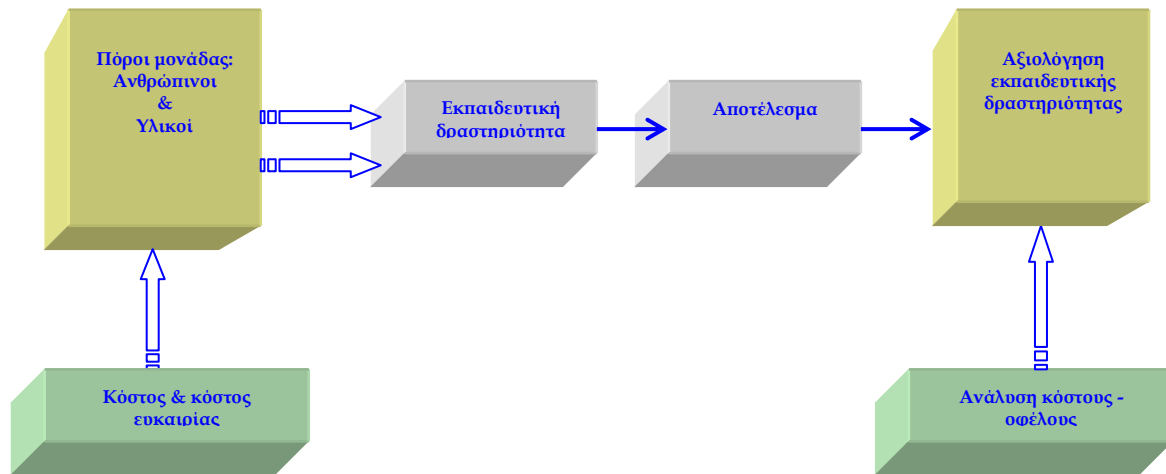 Πόροι μονάδας:
Ανθρώπινοι
&
Υλικοί
Εκπαιδευτική
δραστηριότητα
Αποτέλεσμα
Αξιολόγηση
εκπαιδευτικής
δραστηριότητας
Κόστος & κόστος
ευκαιρίας
Ανάλυση κόστους -
οφέλους